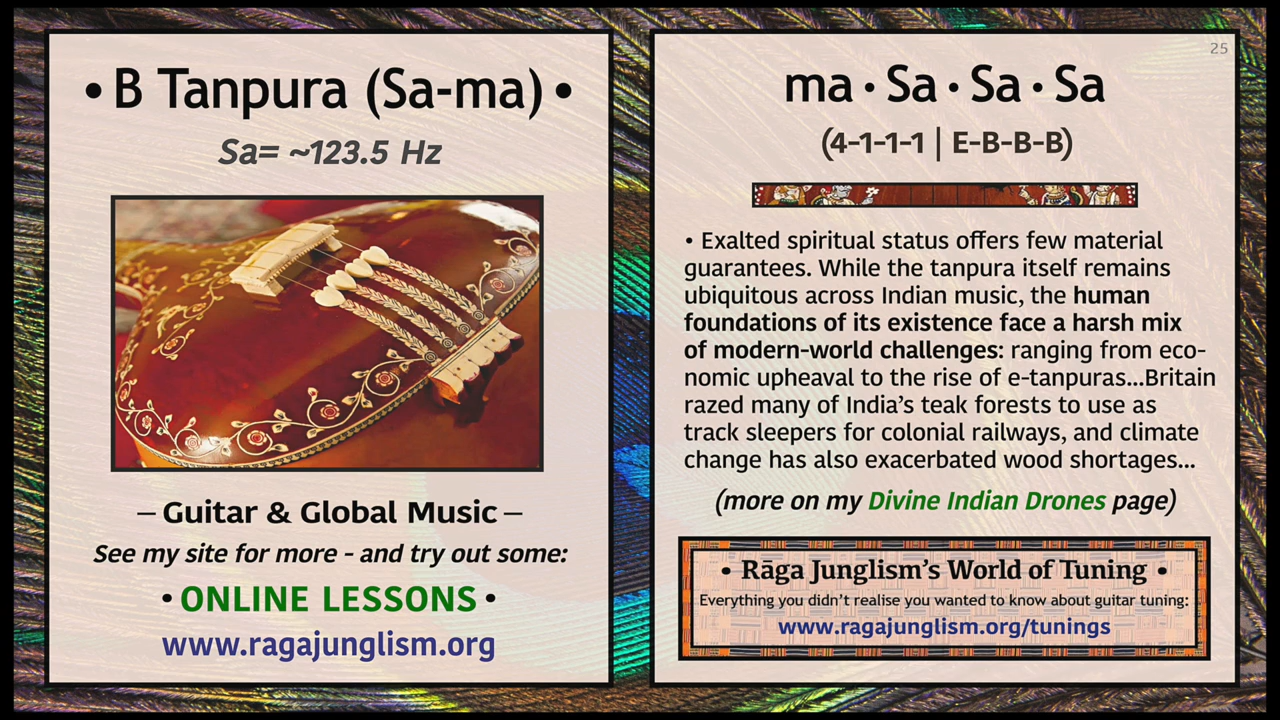 • B Tanpura (Sa-ma) •
Sa= ~123.5 Hz
– Guitar & Global Music –
See my site for more - and try out some:
• ONLINE LESSONS •
www.ragajunglism.org
25
ma • Sa • Sa • Sa
(4-1-1-1 | E-B-B-B)
• Exalted spiritual status offers few material
guarantees. While the tanpura itself remains
ubiquitous across Indian music, the human
foundations of its existence face a harsh mix
of modern-world challenges: ranging from eco-
nomic upheaval to the rise of e-tanpuras...Britain
razed many of India's teak forests to use as
track sleepers for colonial railways, and climate
change has also exacerbated wood shortages...
(more on my Divine Indian Drones page)
• Rāga Junglism's World of Tuning •
Everything you didn't realise you wanted to know about guitar tuning:
www.ragajunglism.org/tunings